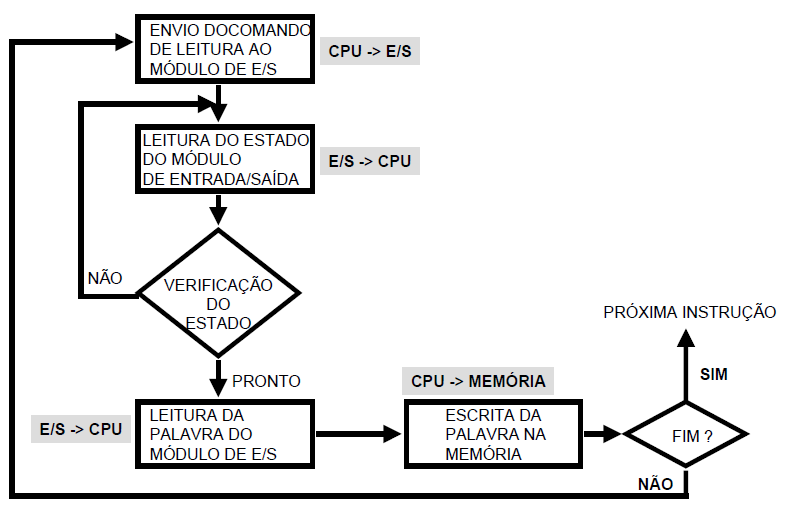 ENVIO DOCOMANDO
DE LEITURA AO
MÓDULO DE E/S
CPU -> E/S
LEITURA DO ESTADO
DO MÓDULO
DE ENTRADA/SAÍDA
E/S -> CPU
NÃO
VERIFICAÇÃO
DO
ESTADO
PRONTO
E/S -> CPU
LEITURA DA
PALAVRA DO
MÓDULO DE E/S
CPU -> MEMÓRIA
ESCRITA DA
PALAVRA NA
MEMÓRIA
FIM ?
SIM
PRÓXIMA INSTRUÇÃO
NÃO